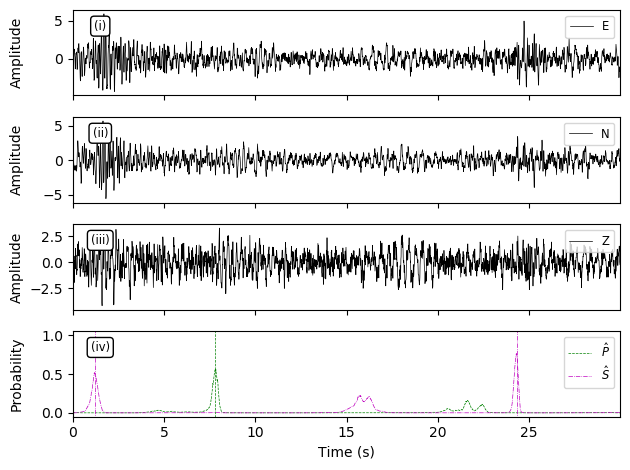 (i)
E
5
0
Amplitude
(ii)
N
5
0
−5
Amplitude
(iii)
Z
2.5
0.0
−2.5
Amplitude
(iv)
P̂
Ŝ
1.0
0.5
0.0
Probability
0 5 10 15 20 25
Time (s)